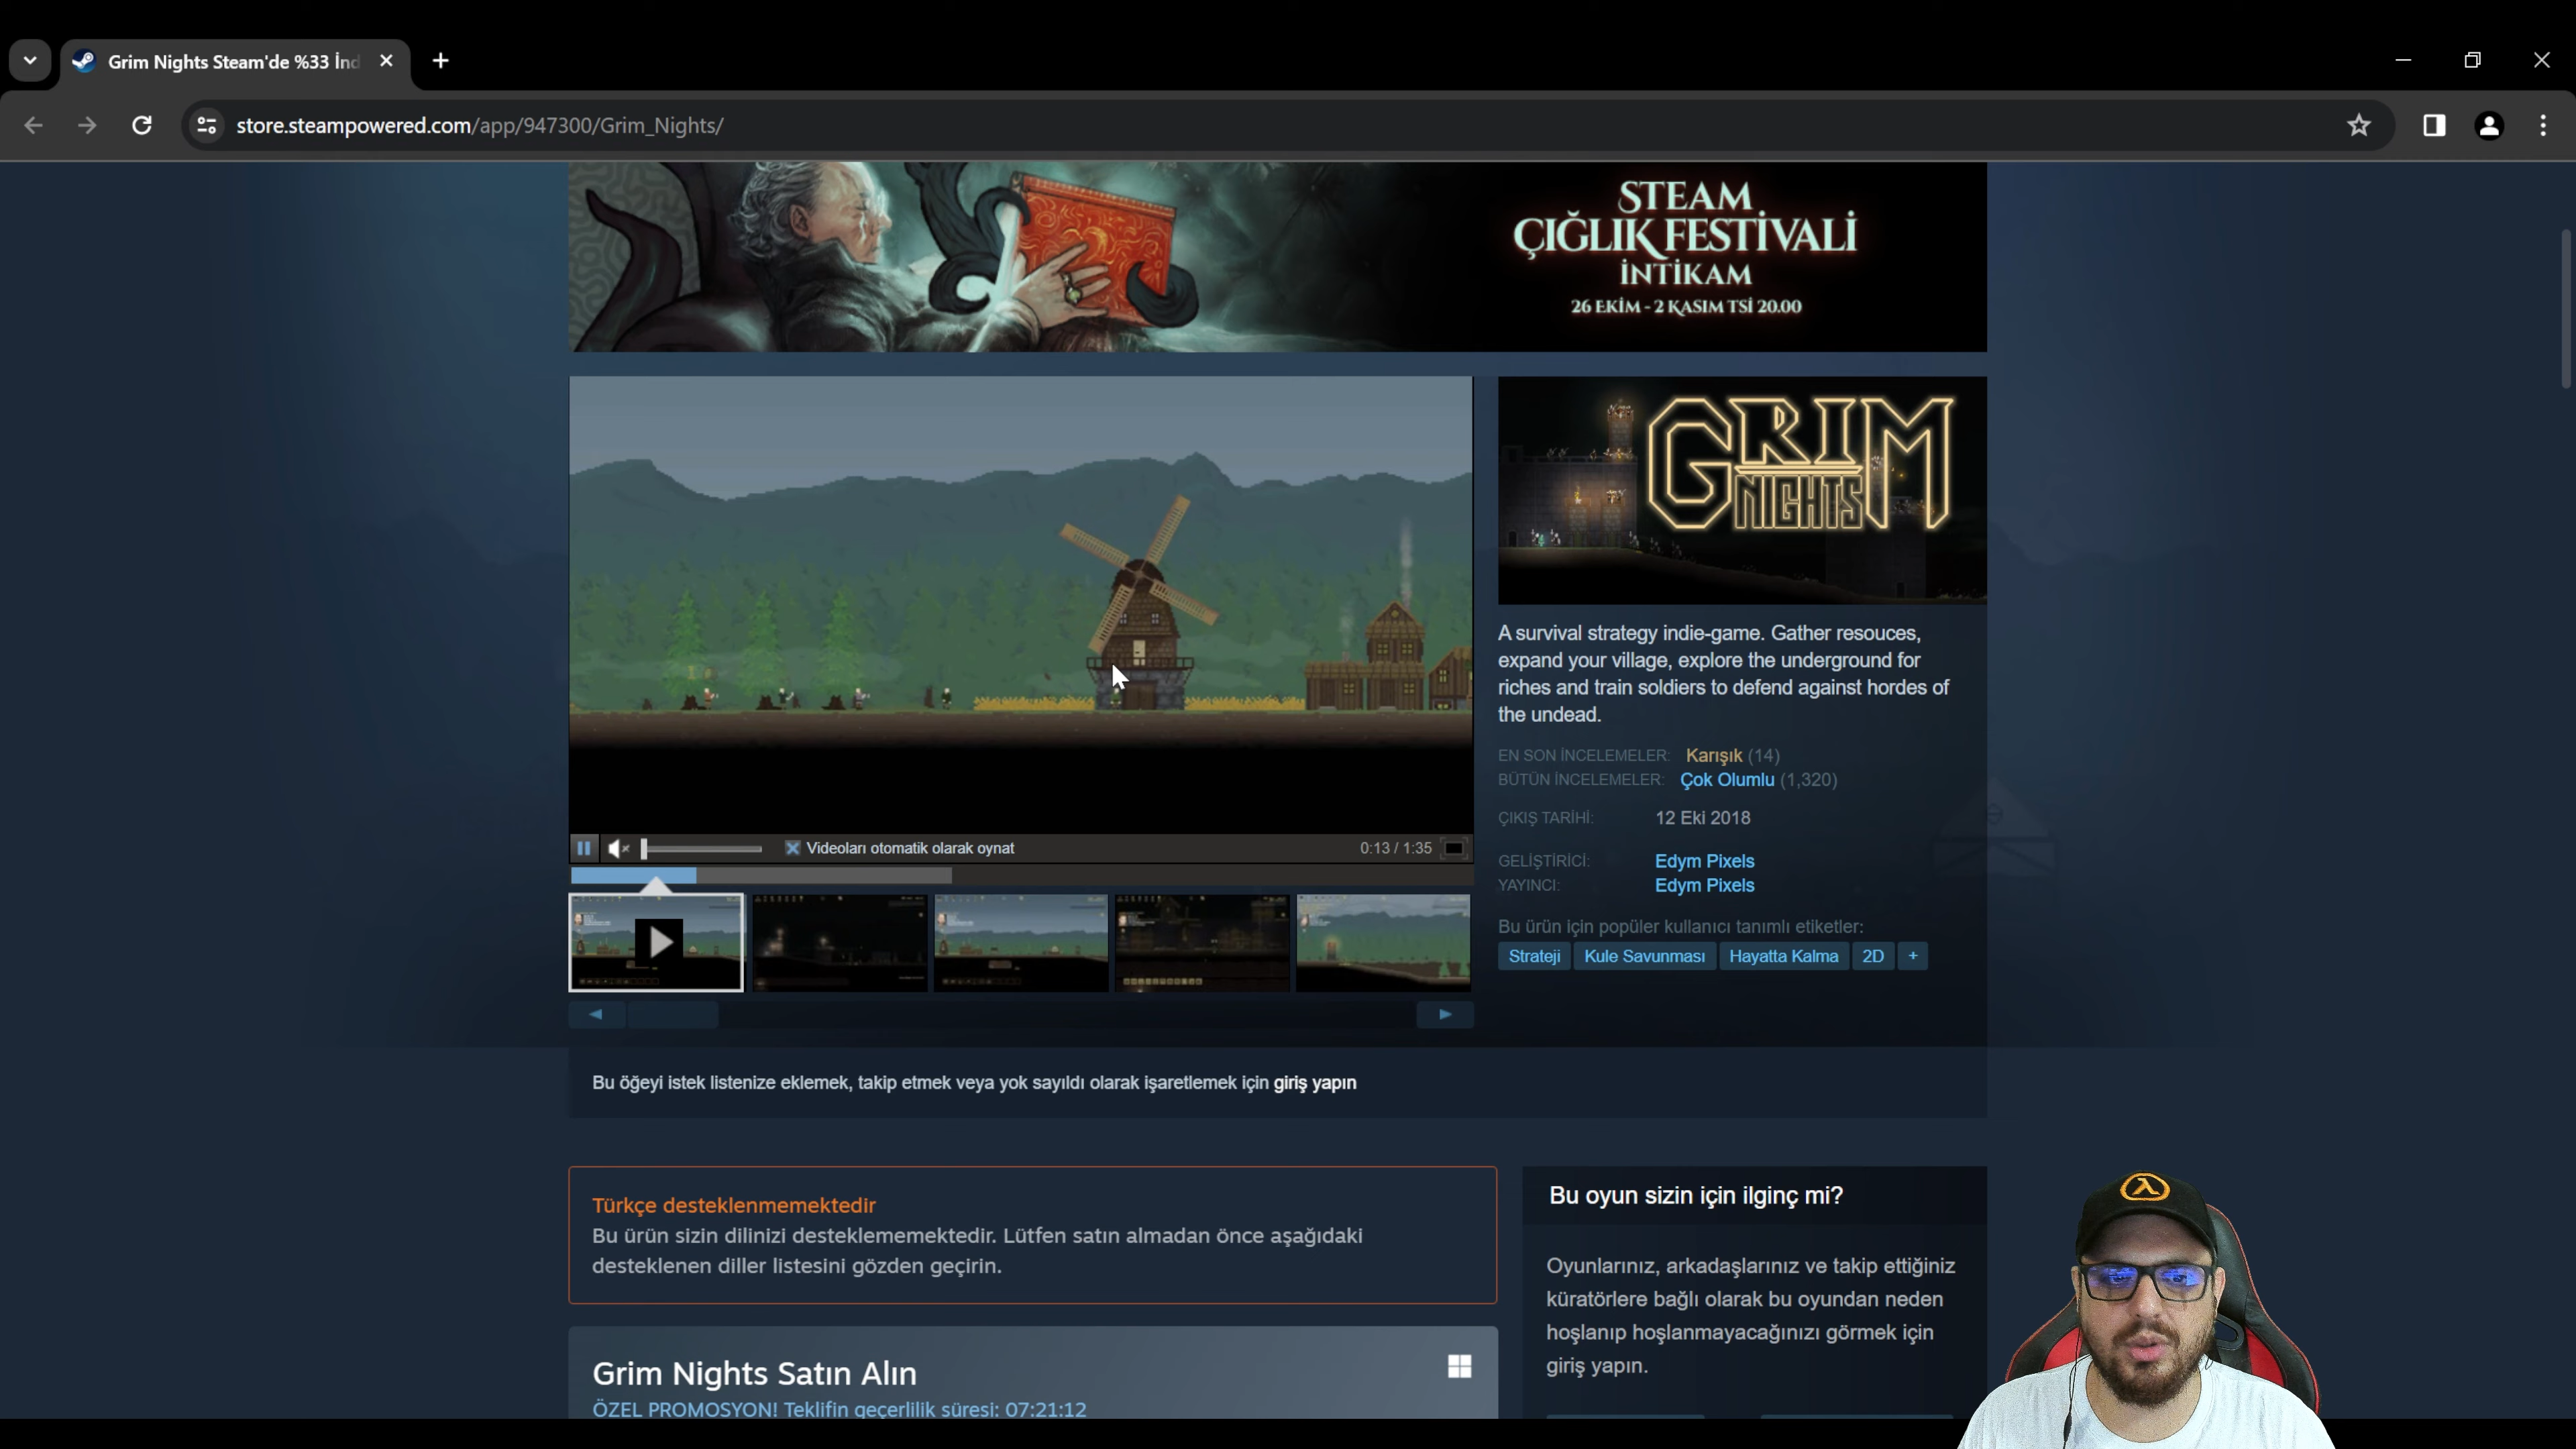 Grim Nights Steam'de %33 İnd
store.steampowered.com/app/947300/Grim_Nights/
STEAM
ÇIĞLIK FESTİVALİ
İNTİKAM
26 EKİM - 2 KASIM TSİ 20.00
GRIM
NIGHTS
A survival strategy indie-game. Gather resouces,
expand your village, explore the underground for
riches and train soldiers to defend against hordes of
the undead.
EN SON İNCELEMELER: Karışık (14)
BÜTÜN İNCELEMELER: Çok Olumlu (1,320)
ÇIKIŞ TARİHİ: 12 Eki 2018
GELİŞTİRİCİ: Edym Pixels
YAYINCI: Edym Pixels
Bu ürün için popüler kullanıcı tanımlı etiketler:
Strateji Kule Savunması Hayatta Kalma 2D +
Videoları otomatik olarak oynat 0:13 / 1:35
Bu öğeyi istek listenize eklemek, takip etmek veya yok sayıldı olarak işaretlemek için giriş yapın
Türkçe desteklenmemektedir
Bu ürün sizin dilinizi desteklememektedir. Lütfen satın almadan önce aşağıdaki
desteklenen diller listesini gözden geçirin.
Grim Nights Satın Alın
ÖZEL PROMOSYON! Teklifin geçerlilik süresi: 07:21:12
Bu oyun sizin için ilginç mi?
Oyunlarınız, arkadaşlarınız ve takip ettiğiniz
küratörlere bağlı olarak bu oyundan neden
hoşlanıp hoşlanmayacağınızı görmek için
giriş yapın.